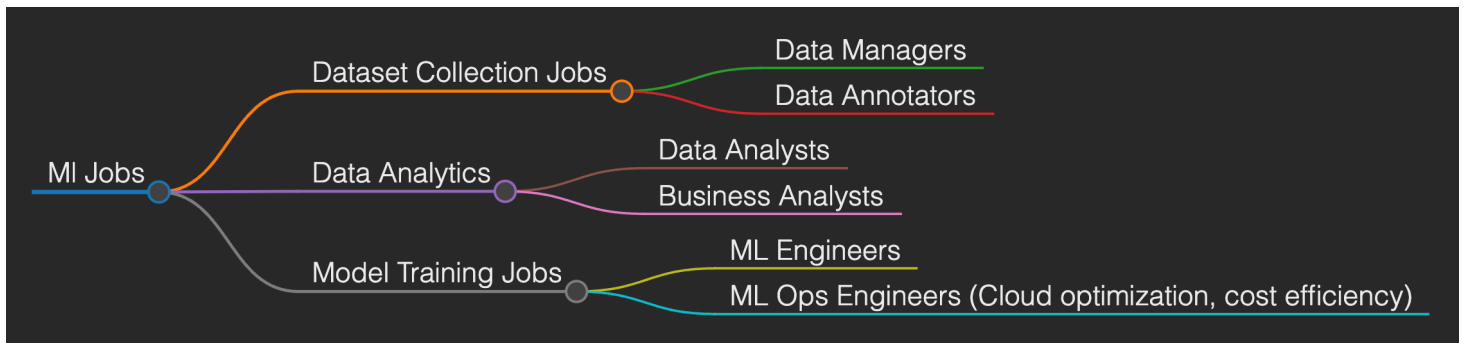 Ml Jobs
Dataset Collection Jobs
Data Managers
Data Annotators
Data Analytics
Data Analysts
Business Analysts
Model Training Jobs
ML Engineers
ML Ops Engineers (Cloud optimization, cost efficiency)